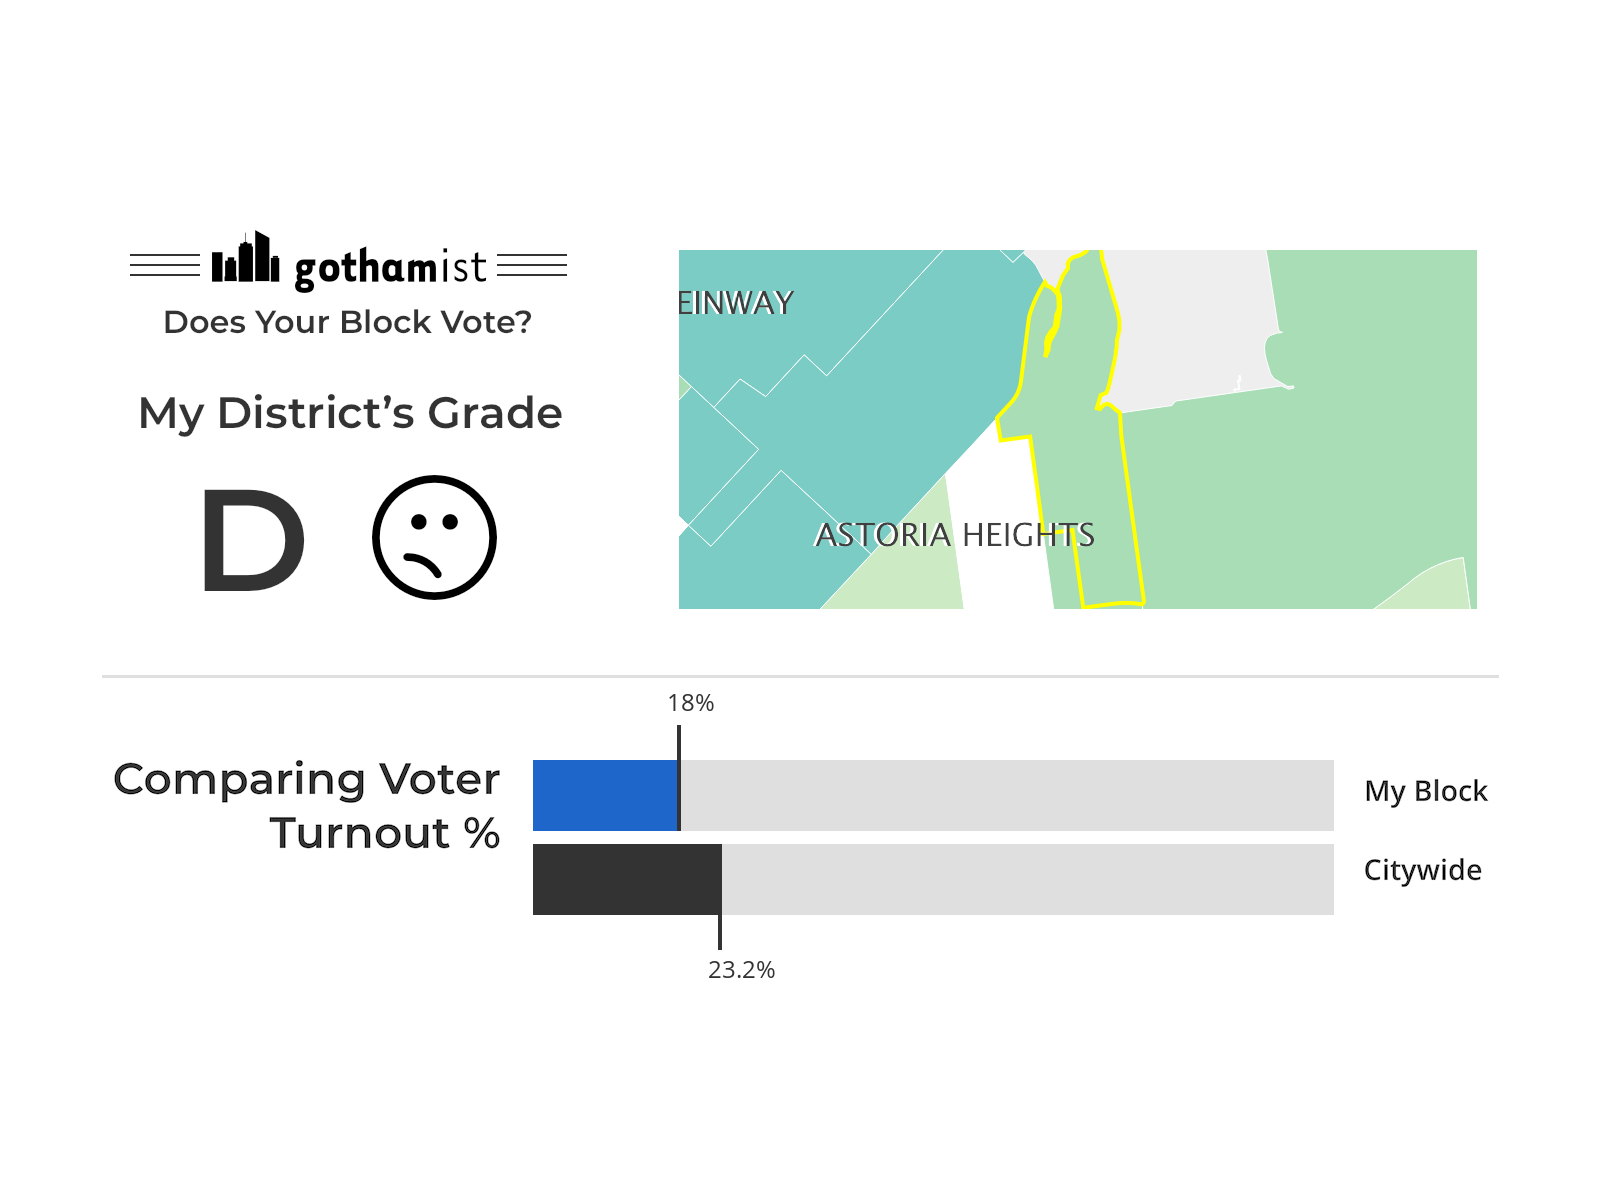 gothamist
Does Your Block Vote?
My District’s Grade
D
EINWAY
ASTORIA HEIGHTS
18%
Comparing Voter
Turnout %
My Block
Citywide
23.2%